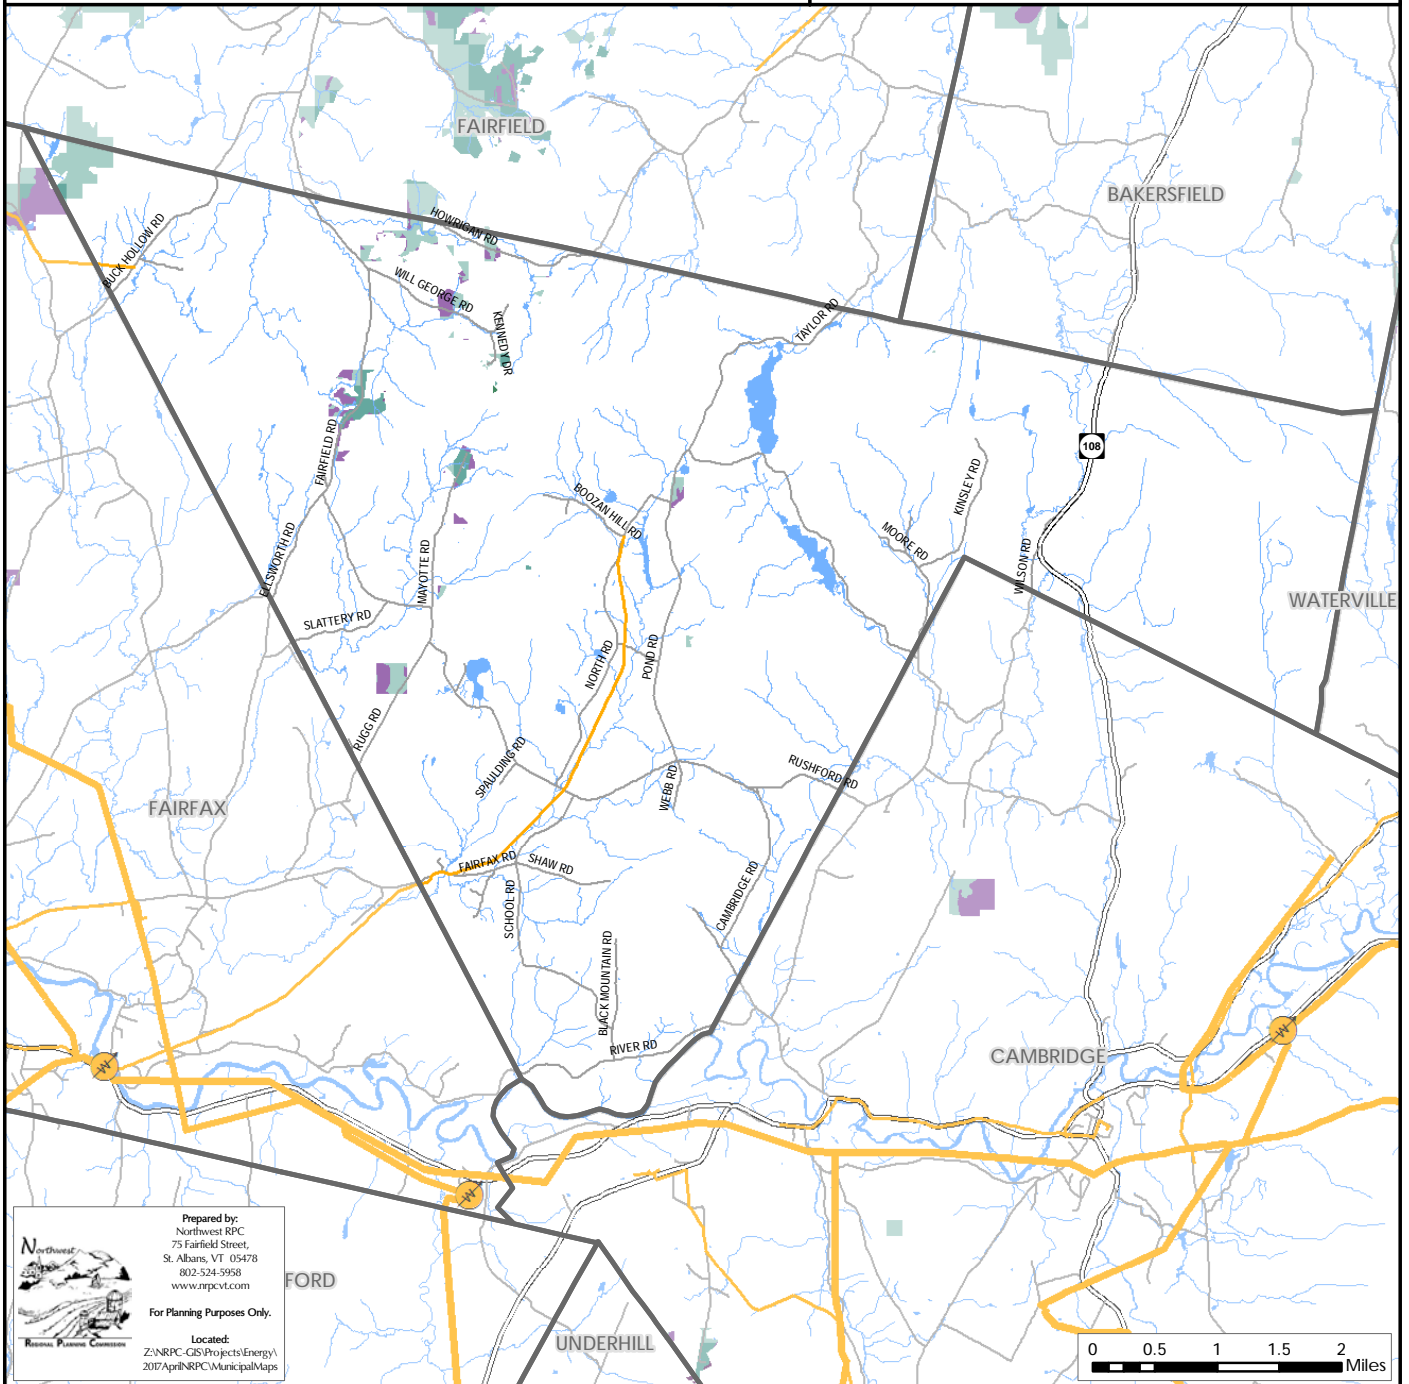 FAIRFIELD
BAKERSFIELD
HOWRIGAN RD
BUCK HOLLOW RD
WILL GEORGE RD
KENNEDY DR
TAYLOR RD
108
FAIRFIELD RD
KINSLEY RD
BOOZAN HILL RD
MOORE RD
ELLSWORTH RD
MAYOTTE RD
WILSON RD
WATERVILLE
SLATTERY RD
NORTH RD
POND RD
RUGG RD
SPAULDING RD
WEBB RD
RUSHFORD RD
FAIRFAX
FAIRFAX RD
SHAW RD
SCHOOL RD
CAMBRIDGE RD
BLACK MOUNTAIN RD
RIVER RD
CAMBRIDGE
W
W
W
Prepared by:
Northwest RPC
75 Fairfield Street,
St. Albans, VT 05478
802-524-5958
www.nrpcvt.com
For Planning Purposes Only.
Located:
Z:\NRPC-GIS\Projects\Energy\
2017AprilNRPC\MunicipalMaps
Northwest
REGIONAL PLANNING COMMISSION
FORD
UNDERHILL
0 0.5 1 1.5 2
Miles